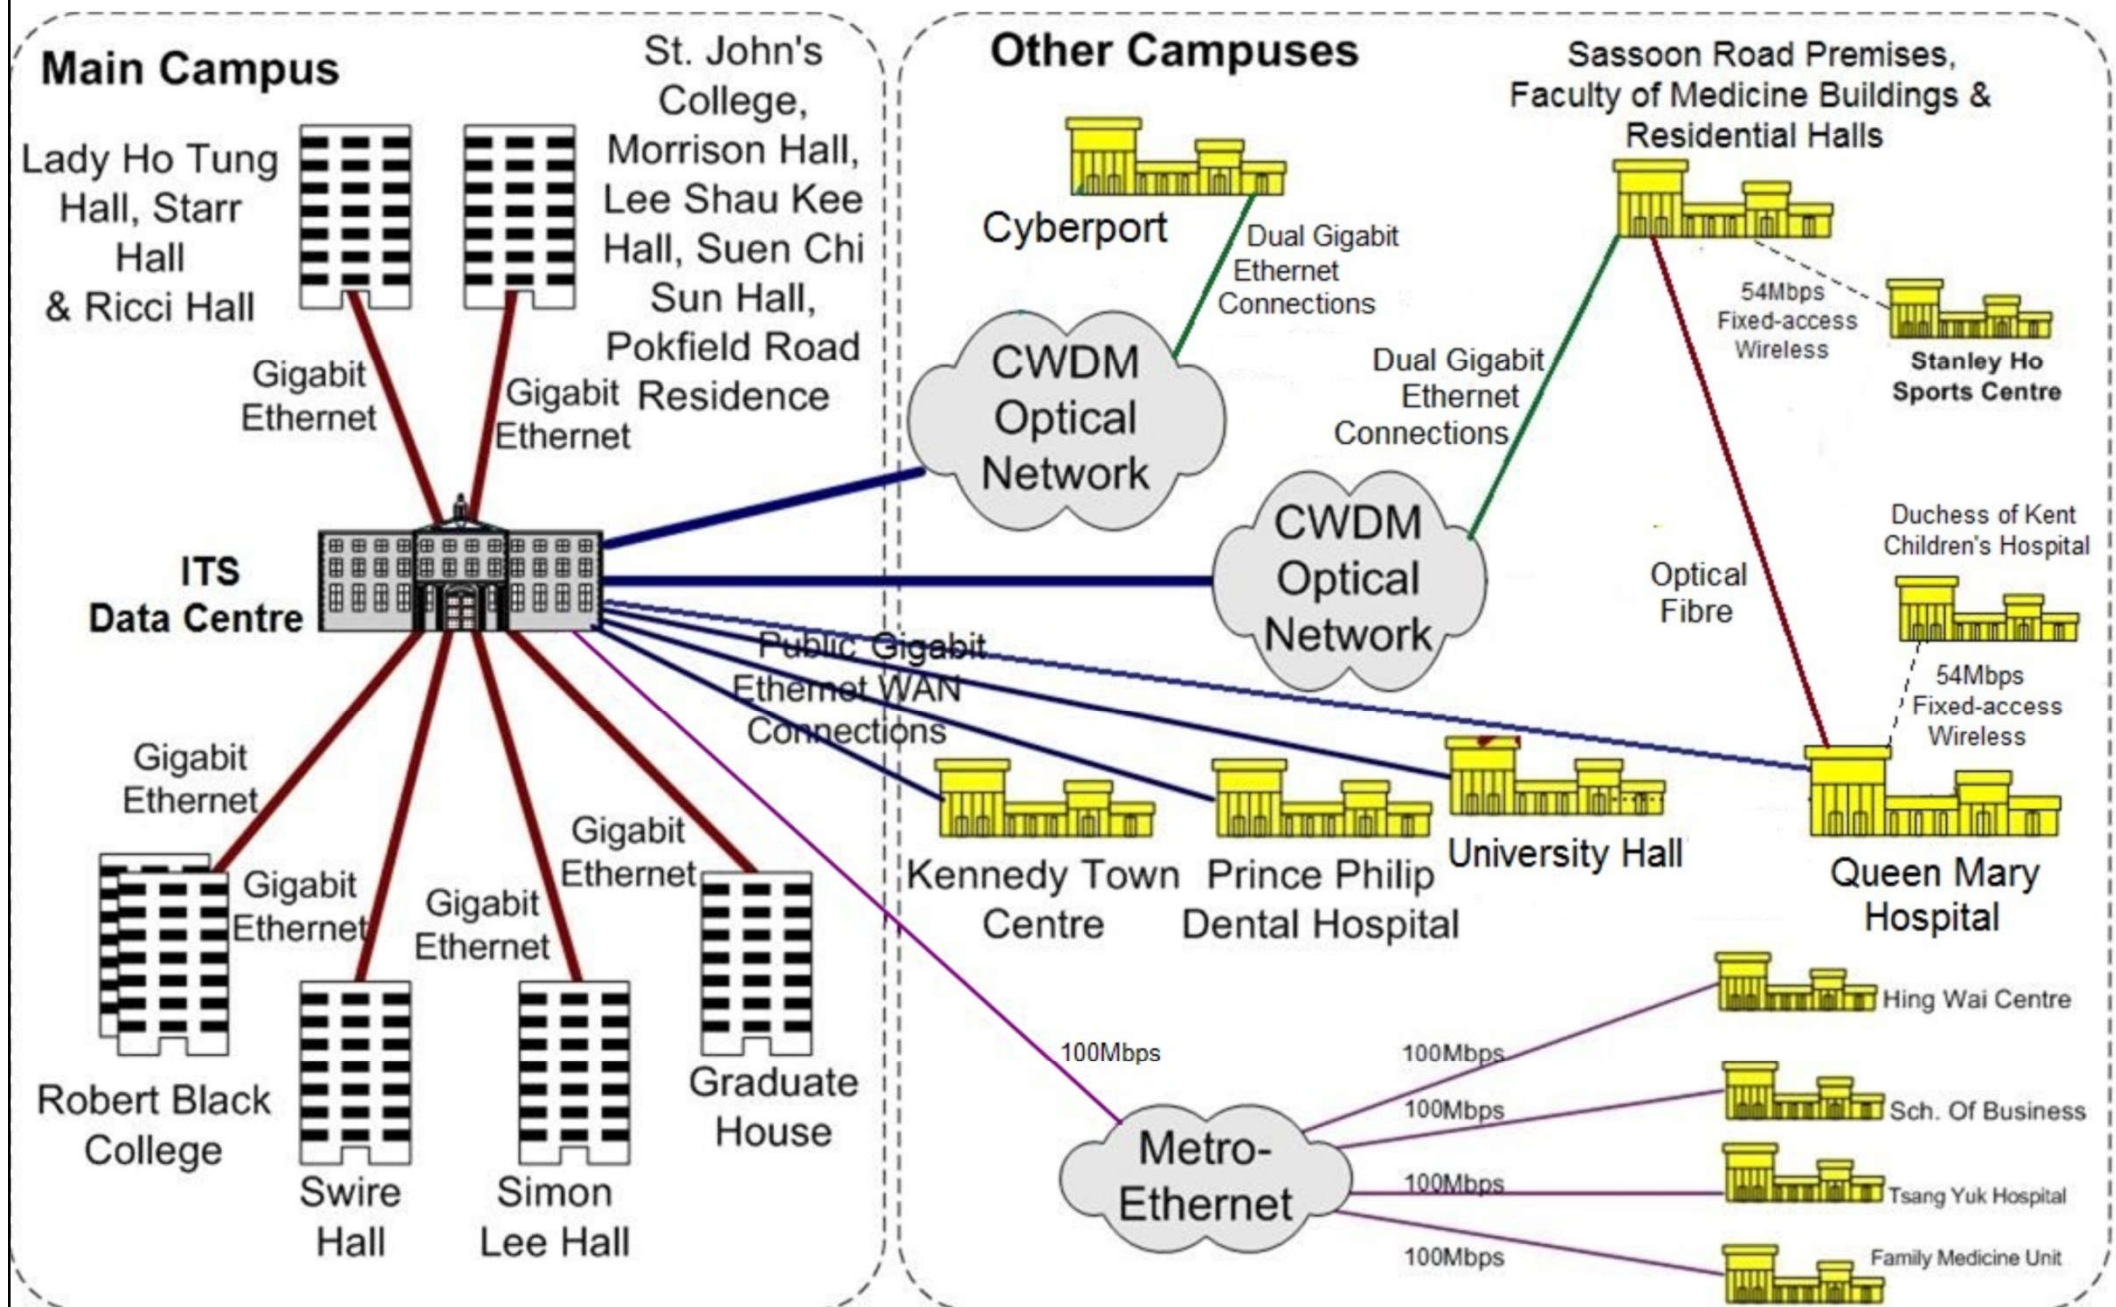 Main Campus
Lady Ho Tung
Hall, Starr
Hall
& Ricci Hall
St. John's
College,
Morrison Hall,
Lee Shau Kee
Hall, Suen Chi
Sun Hall,
Pokfield Road
Residence
Gigabit
Ethernet
Gigabit
Ethernet
ITS
Data Centre
Gigabit
Ethernet
Gigabit
Ethernet
Gigabit
Ethernet
Gigabit
Ethernet
Robert Black
College
Swire
Hall
Simon
Lee Hall
Graduate
House
Other Campuses
Cyberport
Dual Gigabit
Ethernet
Connections
CWDM
Optical
Network
Sassoon Road Premises,
Faculty of Medicine Buildings &
Residential Halls
54Mbps
Fixed-access
Wireless
Stanley Ho
Sports Centre
Dual Gigabit
Ethernet
Connections
CWDM
Optical
Network
Optical
Fibre
Duchess of Kent
Children's Hospital
54Mbps
Fixed-access
Wireless
Public Gigabit
Ethernet WAN
Connections
Kennedy Town
Centre
Prince Philip
Dental Hospital
University Hall
Queen Mary
Hospital
100Mbps
Metro-
Ethernet
100Mbps
Hing Wai Centre
100Mbps
Sch. Of Business
100Mbps
Tsang Yuk Hospital
100Mbps
Family Medicine Unit